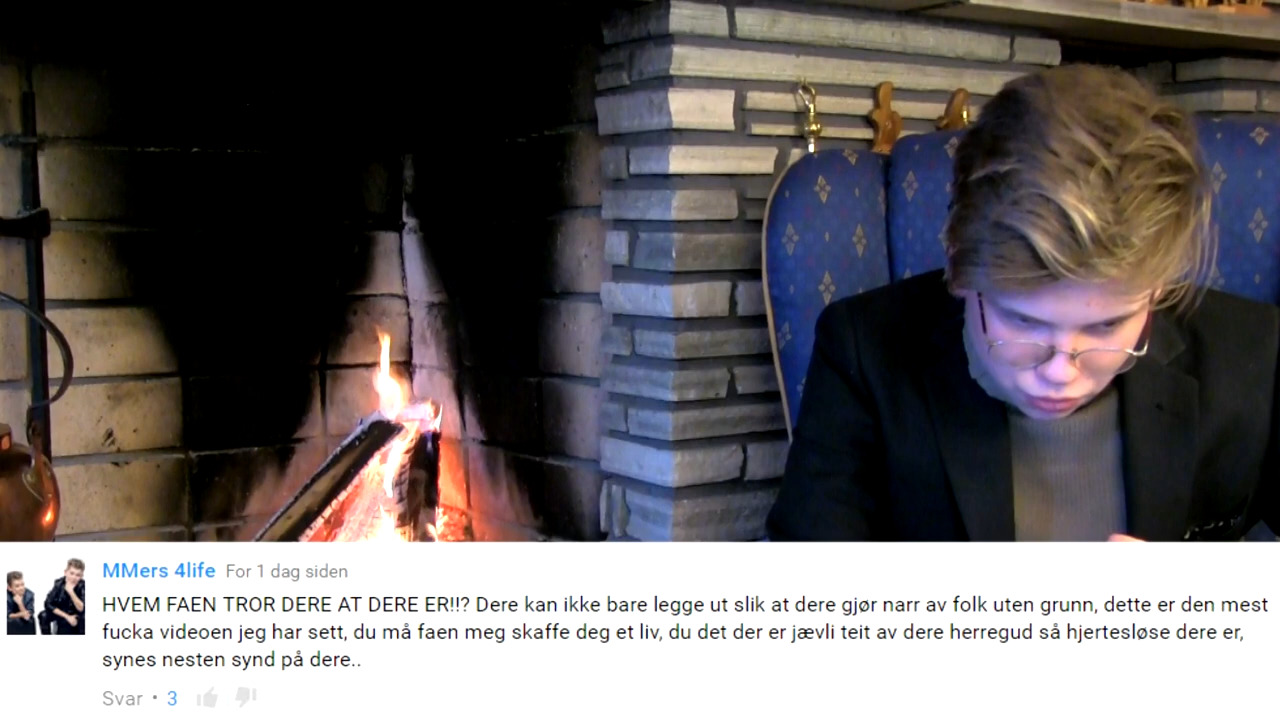 MMers 4life For 1 dag siden
HVEM FAEN TROR DERE AT DERE ER!!? Dere kan ikke bare legge ut slik at dere gjør narr av folk uten grunn, dette er den mest
fucka videoen jeg har sett, du må faen meg skaffe deg et liv, du det der er jævli teit av dere herregud så hjertesløse dere er,
synes nesten synd på dere..
Svar • 3